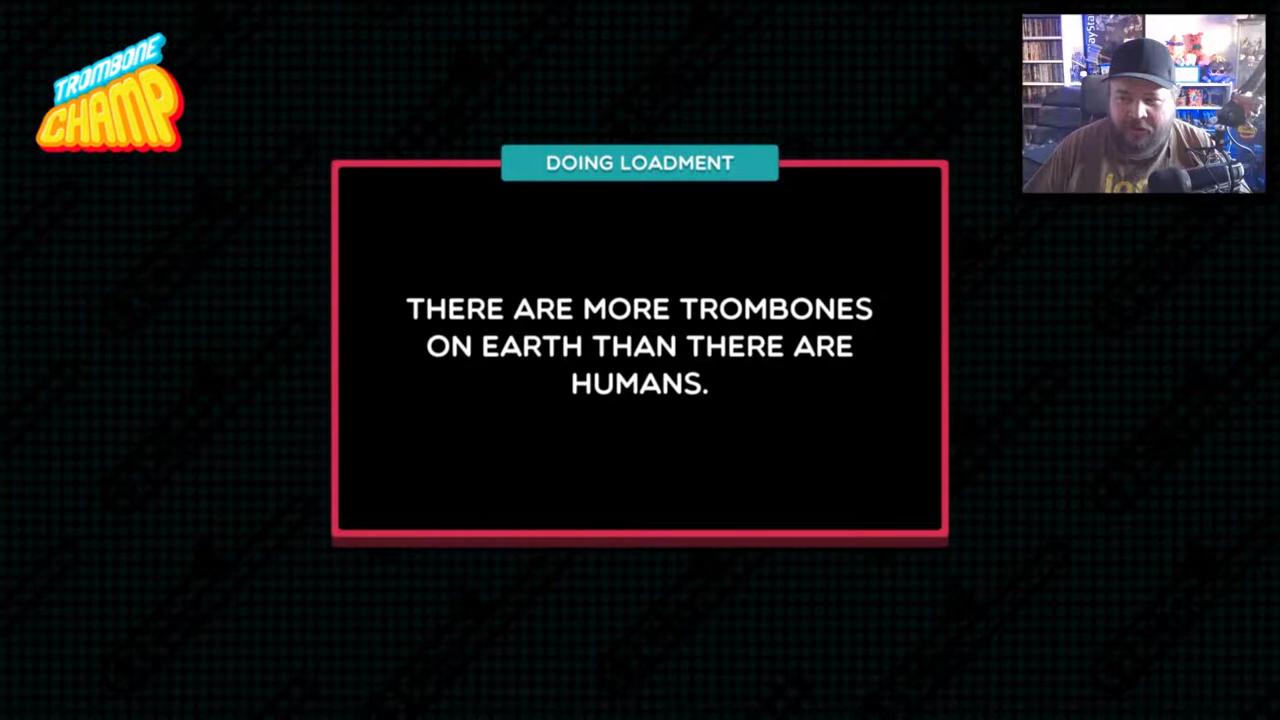 TROMBONE
CHAMP
DOING LOADMENT
THERE ARE MORE TROMBONES
ON EARTH THAN THERE ARE
HUMANS.